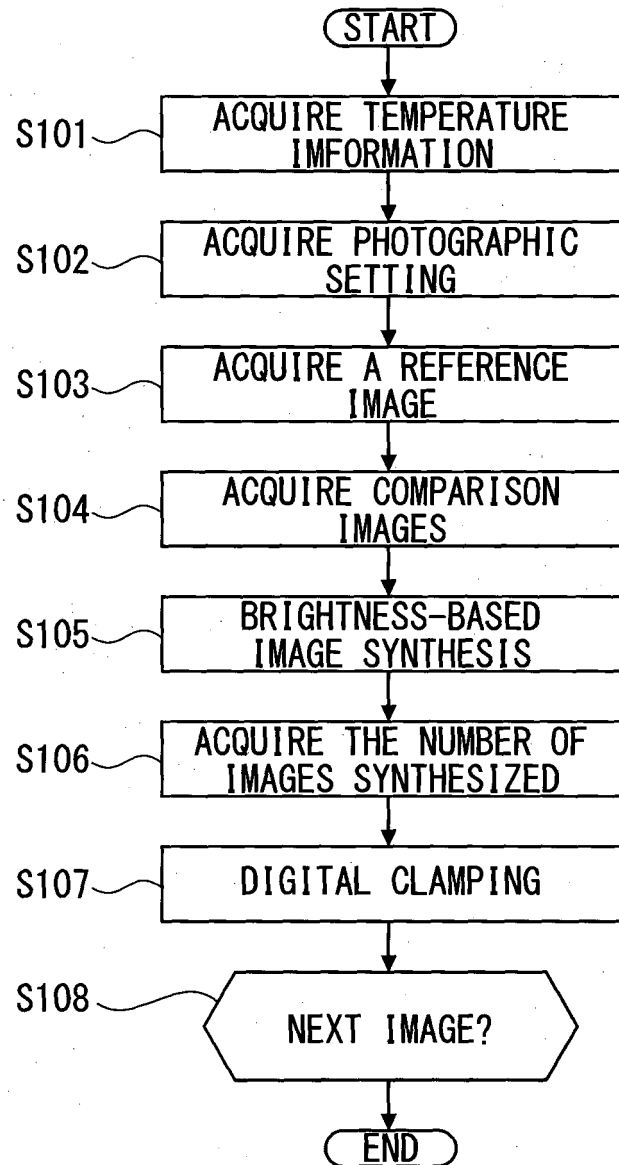 START
S101
ACQUIRE TEMPERATURE
IMFORMATION
S102
ACQUIRE PHOTOGRAPHIC
SETTING
S103
ACQUIRE A REFERENCE
IMAGE
S104
ACQUIRE COMPARISON
IMAGES
S105
BRIGHTNESS-BASED
IMAGE SYNTHESIS
S106
ACQUIRE THE NUMBER OF
IMAGES SYNTHESIZED
S107
DIGITAL CLAMPING
S108
NEXT IMAGE?
END